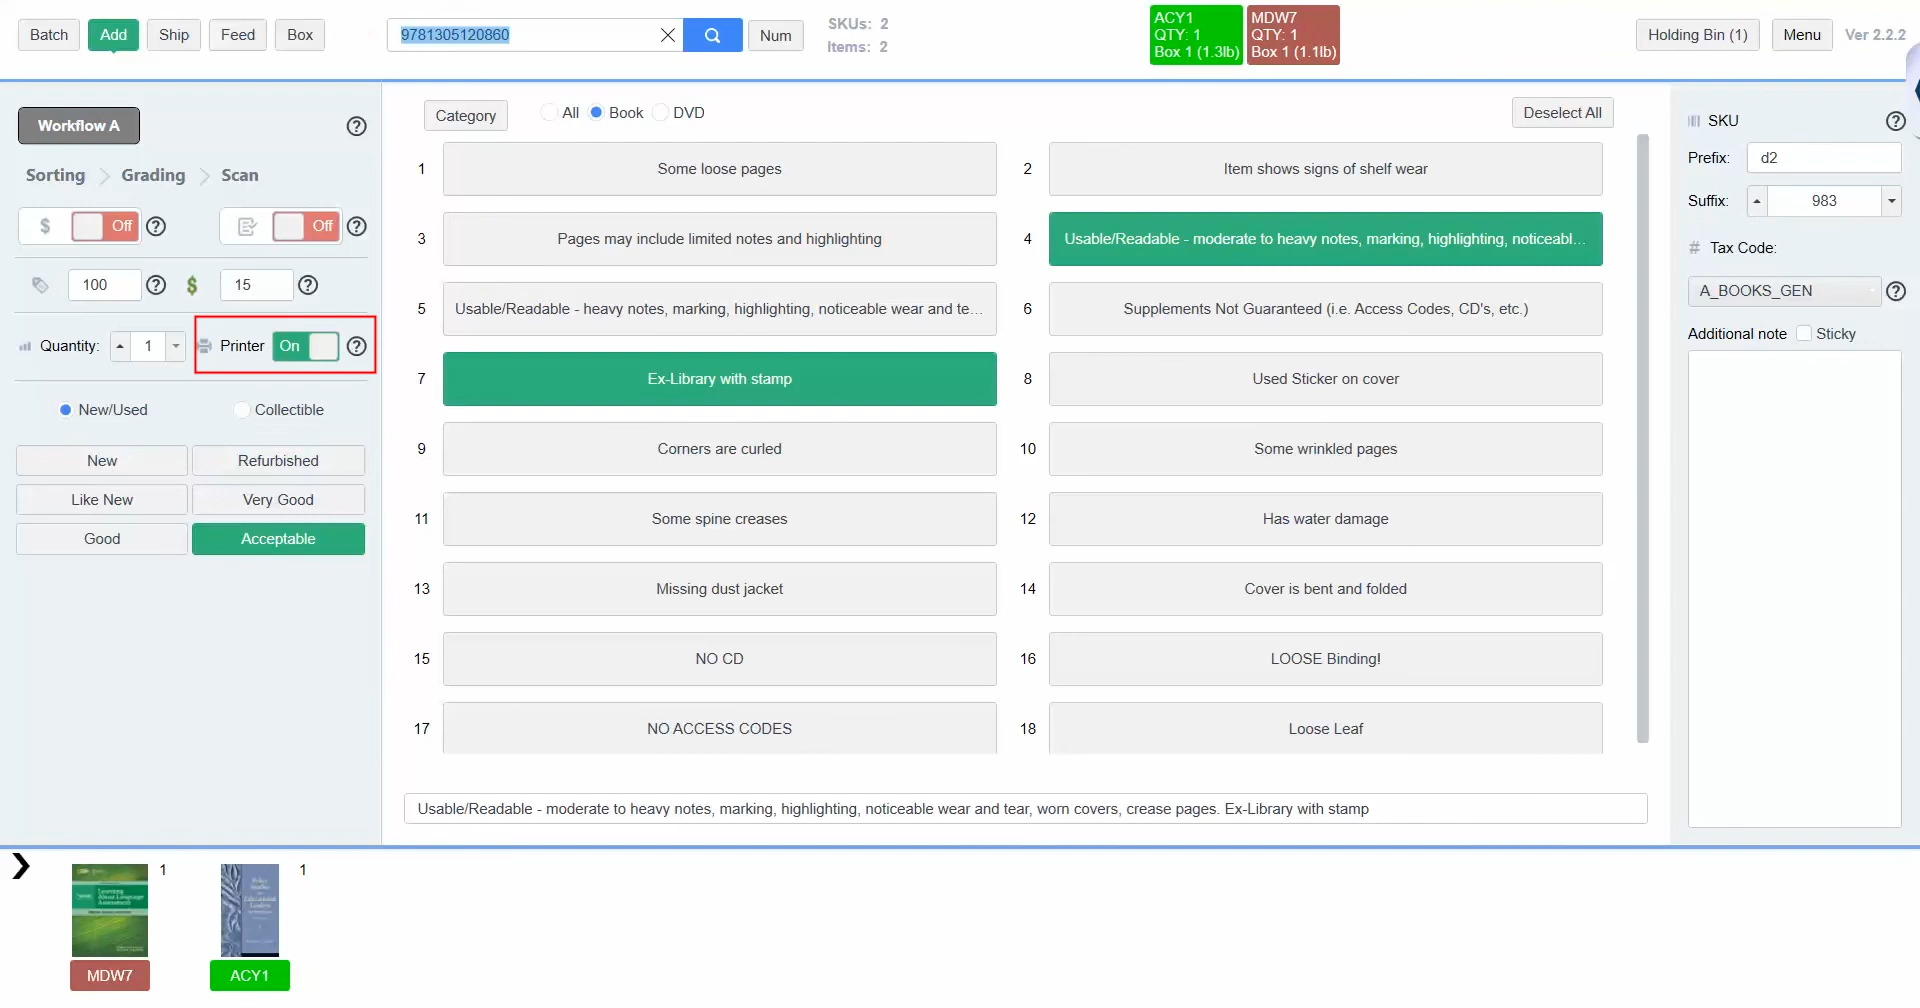 Batch
Add
Ship
Feed
Box
9781305120860
Num
SKUs: 2
Items: 2
ACY1
QTY: 1
Box 1 (1.3lb)
MDW7
QTY: 1
Box 1 (1.1lb)
Holding Bin (1)
Menu
Ver 2.2.2
Workflow A
Sorting
Grading
Scan
$
Off
Off
100
$
15
Quantity:
1
Printer
On
New/Used
Collectible
New
Refurbished
Like New
Very Good
Good
Acceptable
Category
All
Book
DVD
Deselect All
1
Some loose pages
2
Item shows signs of shelf wear
3
Pages may include limited notes and highlighting
4
Usable/Readable - moderate to heavy notes, marking, highlighting, noticeabl...
5
Usable/Readable - heavy notes, marking, highlighting, noticeable wear and te...
6
Supplements Not Guaranteed (i.e. Access Codes, CD's, etc.)
7
Ex-Library with stamp
8
Used Sticker on cover
9
Corners are curled
10
Some wrinkled pages
11
Some spine creases
12
Has water damage
13
Missing dust jacket
14
Cover is bent and folded
15
NO CD
16
LOOSE Binding!
17
NO ACCESS CODES
18
Loose Leaf
Usable/Readable - moderate to heavy notes, marking, highlighting, noticeable wear and tear, worn covers, crease pages. Ex-Library with stamp
SKU
Prefix:
d2
Suffix:
983
# Tax Code:
A_BOOKS_GEN
Additional note
Sticky
Learning
About Language
Assessment
1
MDW7
Policy
Studies
Educational
Leaders
1
ACY1